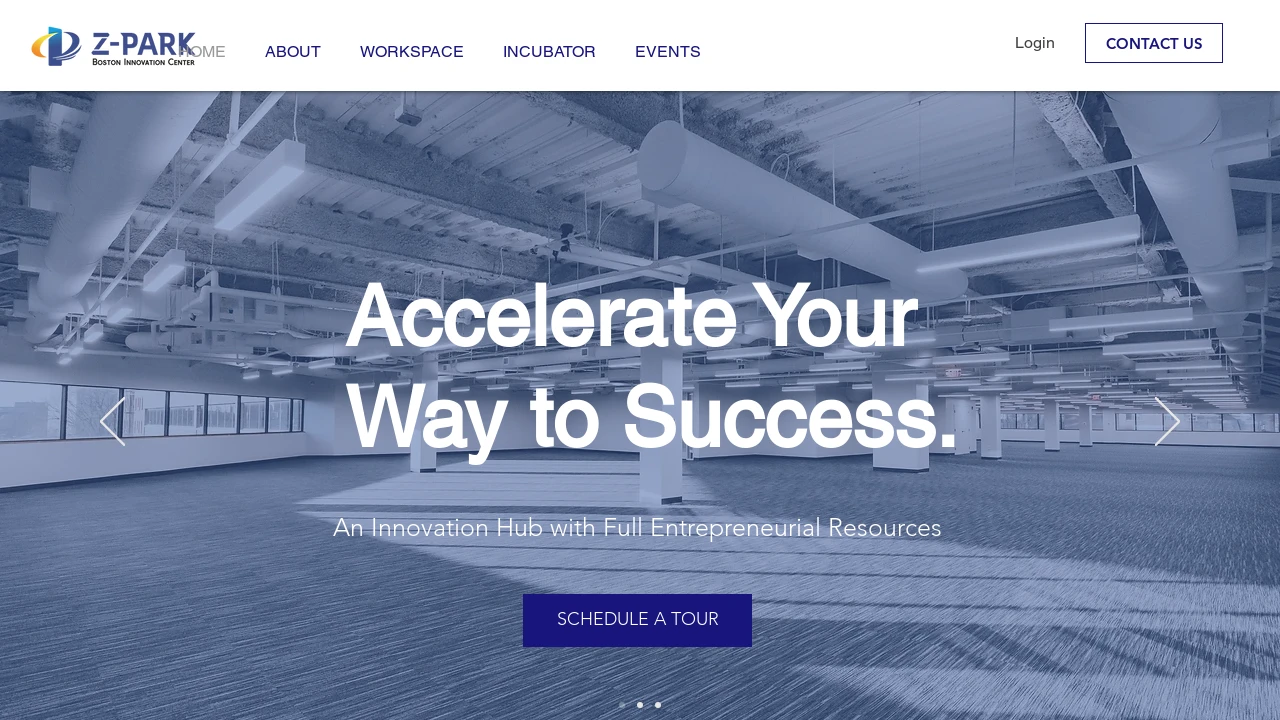 Z-PARK
BOSTON INNOVATION CENTER
HOME
ABOUT
WORKSPACE
INCUBATOR
EVENTS
Login
CONTACT US
Accelerate Your
Way to Success.
An Innovation Hub with Full Entrepreneurial Resources
SCHEDULE A TOUR